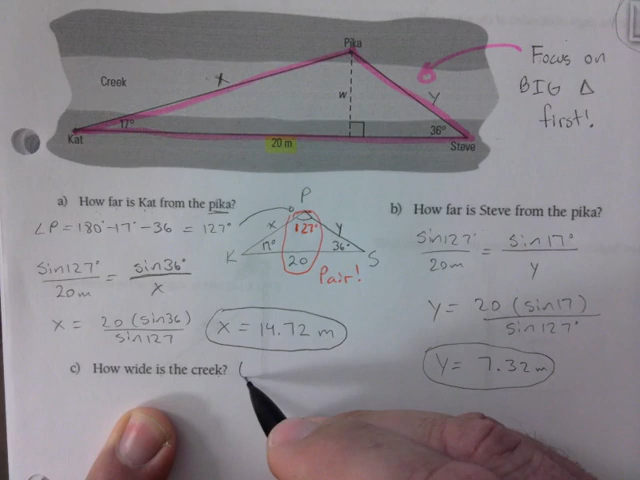 Pika
Creek
x
y
w
17°
36°
Kat
20 m
Steve
Focus on
BIG Δ
first!
a) How far is Kat from the pika?
∠P = 180° - 17° - 36 = 127°
P
x
y
127°
17°
36°
K
20
S
Pair!
sin127°
20m
=
sin36°
x
x = 20 (sin36)
sin127
x = 14.72 m
b) How far is Steve from the pika?
sin127°
20m
=
sin17°
y
y = 20 (sin17)
sin127°
y = 7.32 m
c) How wide is the creek? (